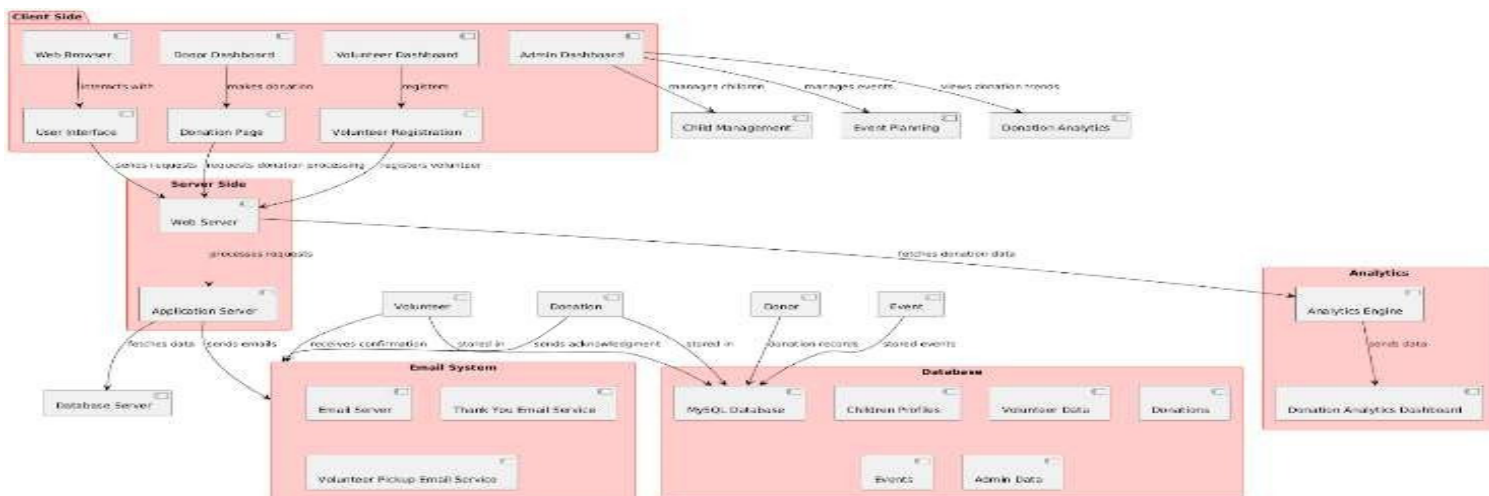 Client Side
Web Browser
Donor Dashboard
Volunteer Dashboard
Admin Dashboard
interacts with
makes donation
registers
manages children
manages events
views donation trends
User Interface
Donation Page
Volunteer Registration
Child Management
Event Planning
Donation Analytics
sends requests
requests donation processing
registers volunteer
Server Side
Web Server
processes requests
fetches donation data
Analytics
Application Server
Volunteer
Donation
Donor
Event
Analytics Engine
fetches data
sends emails
receives confirmation
stored in
sends acknowledgment
stored in
donation records
stored events
sends data
Email System
Database
Database Server
Email Server
Thank You Email Service
MySQL Database
Children Profiles
Volunteer Data
Donations
Donation Analytics Dashboard
Volunteer Pickup Email Service
Events
Admin Data